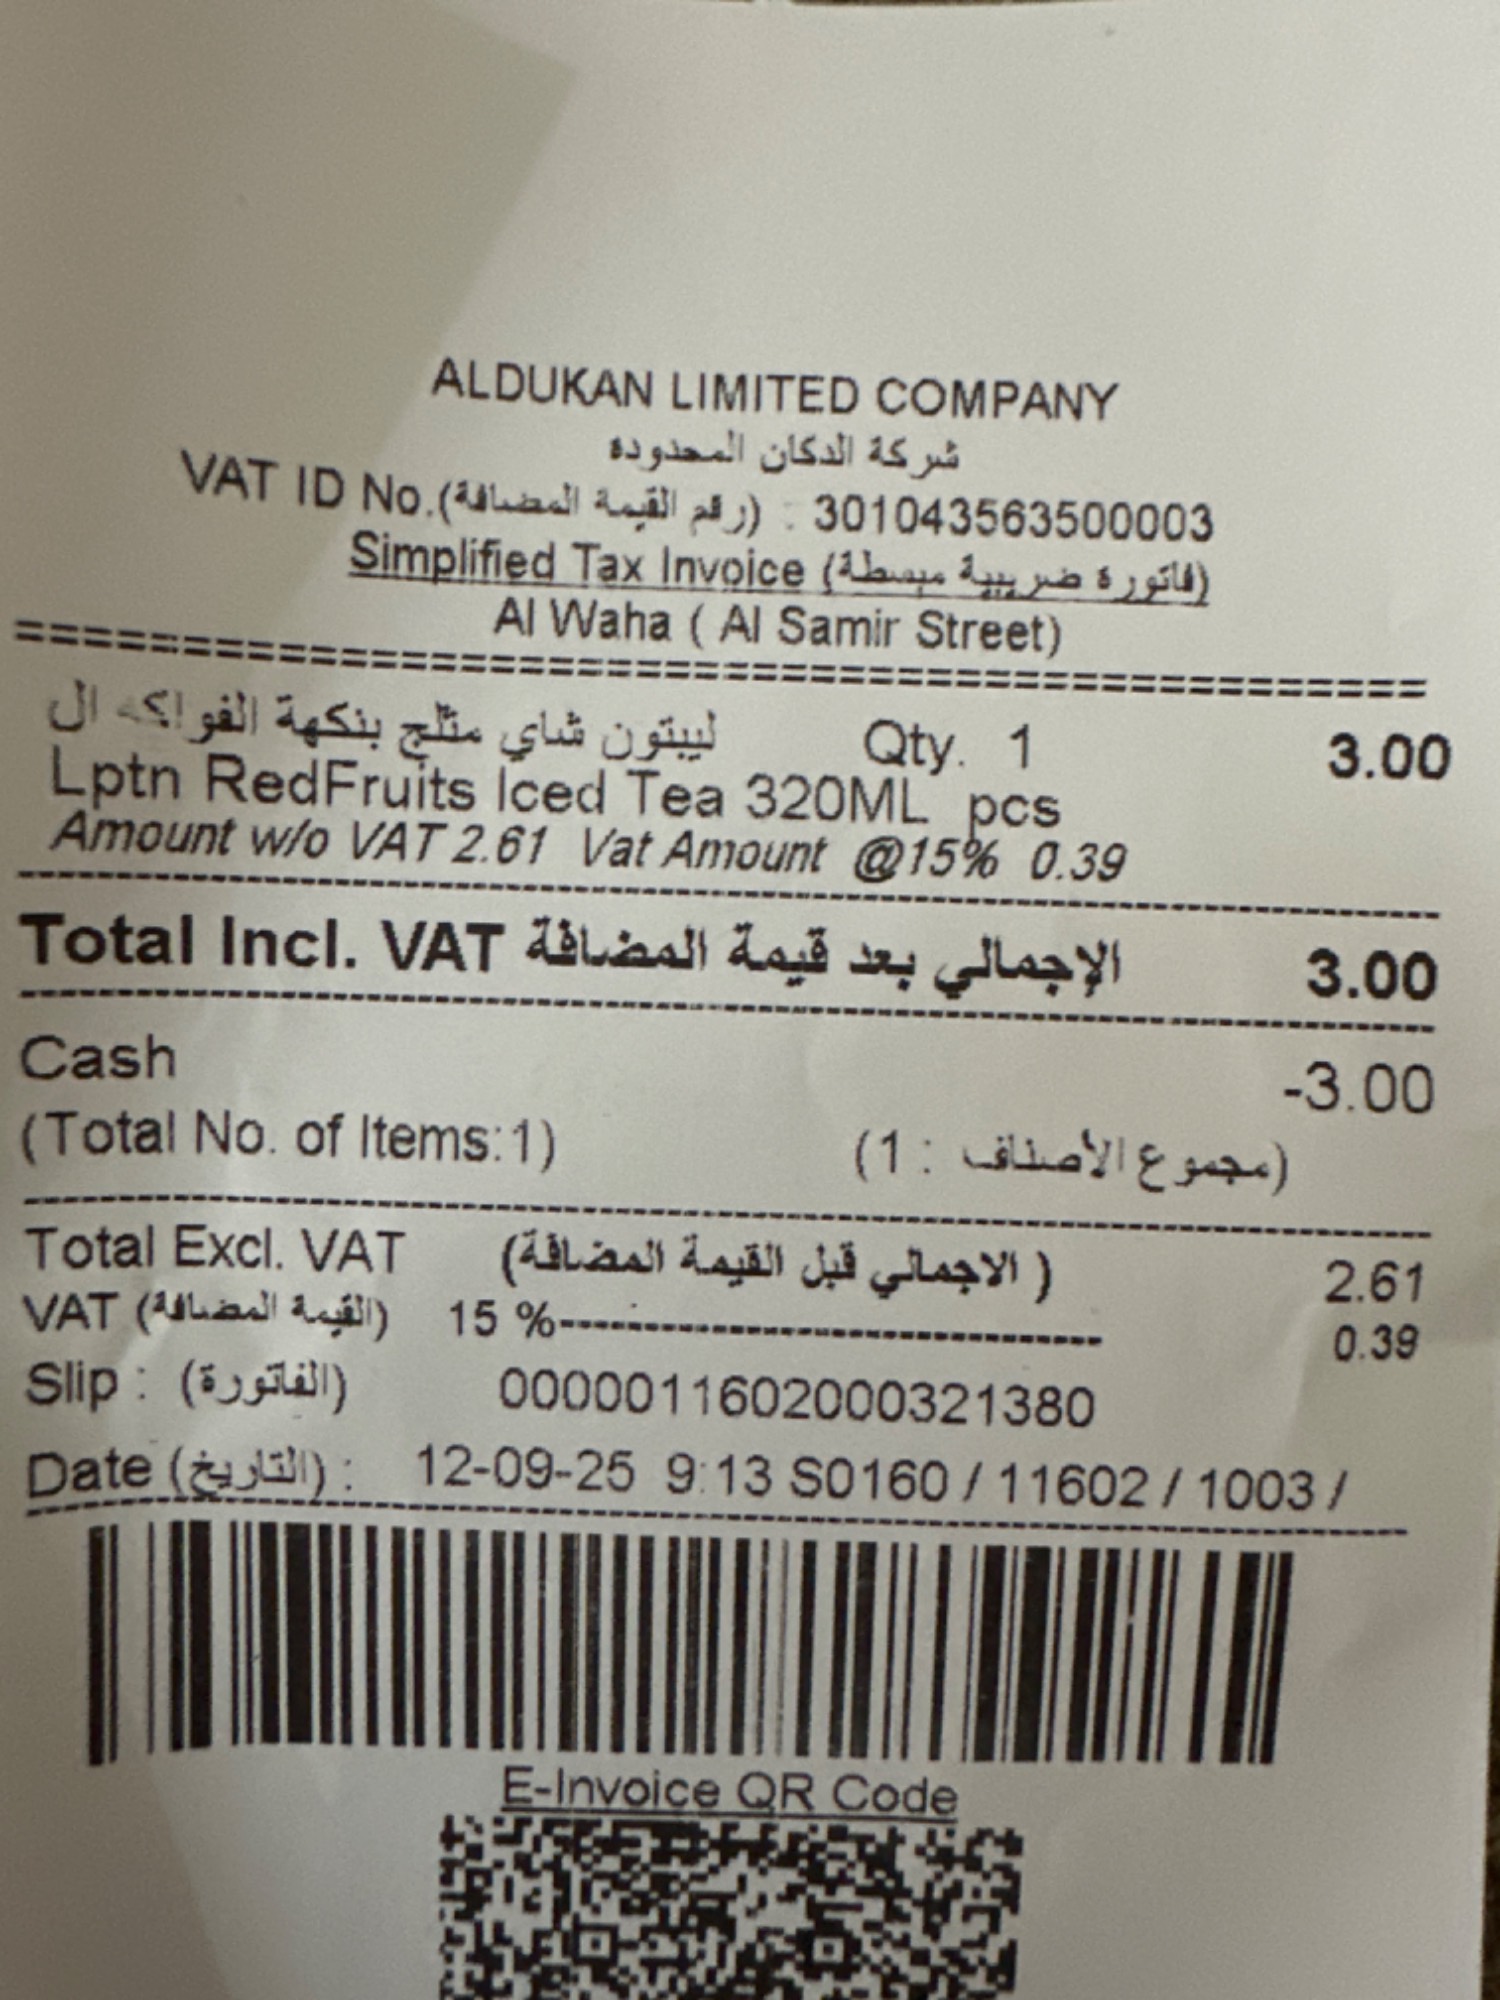 ALDUKAN LIMITED COMPANY
شركة الدكان المحدوده
VAT ID No.(رقم القيمة المضافة) : 301043563500003
Simplified Tax Invoice (فاتورة ضريبية مبسطة)
Al Waha ( Al Samir Street)
ليبتون شاي مثلج بنكهة الفواكه ال Qty. 1 3.00
Lptn RedFruits Iced Tea 320ML pcs
Amount w/o VAT 2.61 Vat Amount @15% 0.39
Total Incl. VAT الإجمالي بعد قيمة المضافة 3.00
Cash -3.00
(Total No. of Items:1) (مجموع الأصناف : 1)
Total Excl. VAT (الاجمالي قبل القيمة المضافة ) 2.61
VAT (القيمة المضافة) 15 %------------------------------------ 0.39
Slip : (الفاتورة) 0000011602000321380
Date (التاريخ) : 12-09-25 9:13 S0160 / 11602 / 1003 /
E-Invoice QR Code